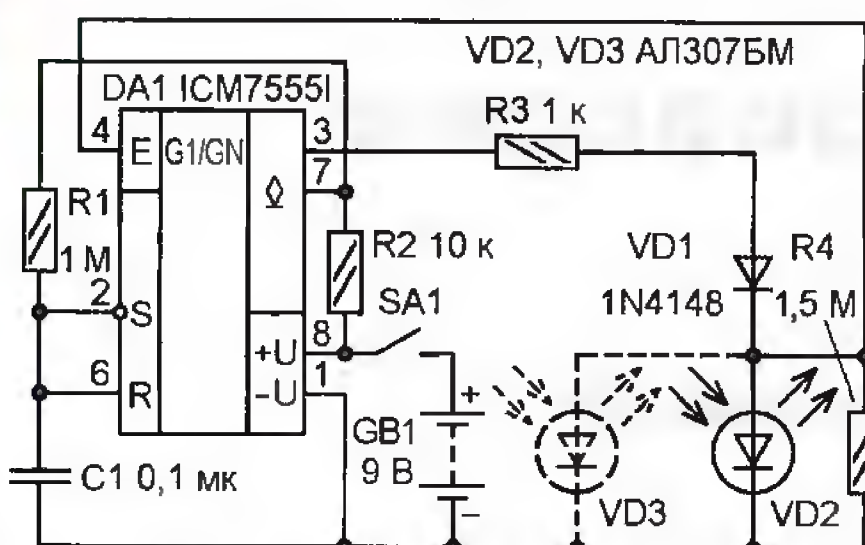 VD2, VD3 АЛ307БМ
DA1 ICM7555I
R3 1 к
4
E
G1/GN
3
7
R1
1 М
R2 10 к
VD1
1N4148
R4
1,5 М
2
S
SA1
8
+U
1
-U
6
R
+
GB1
9 В
–
C1 0,1 мк
VD3
VD2